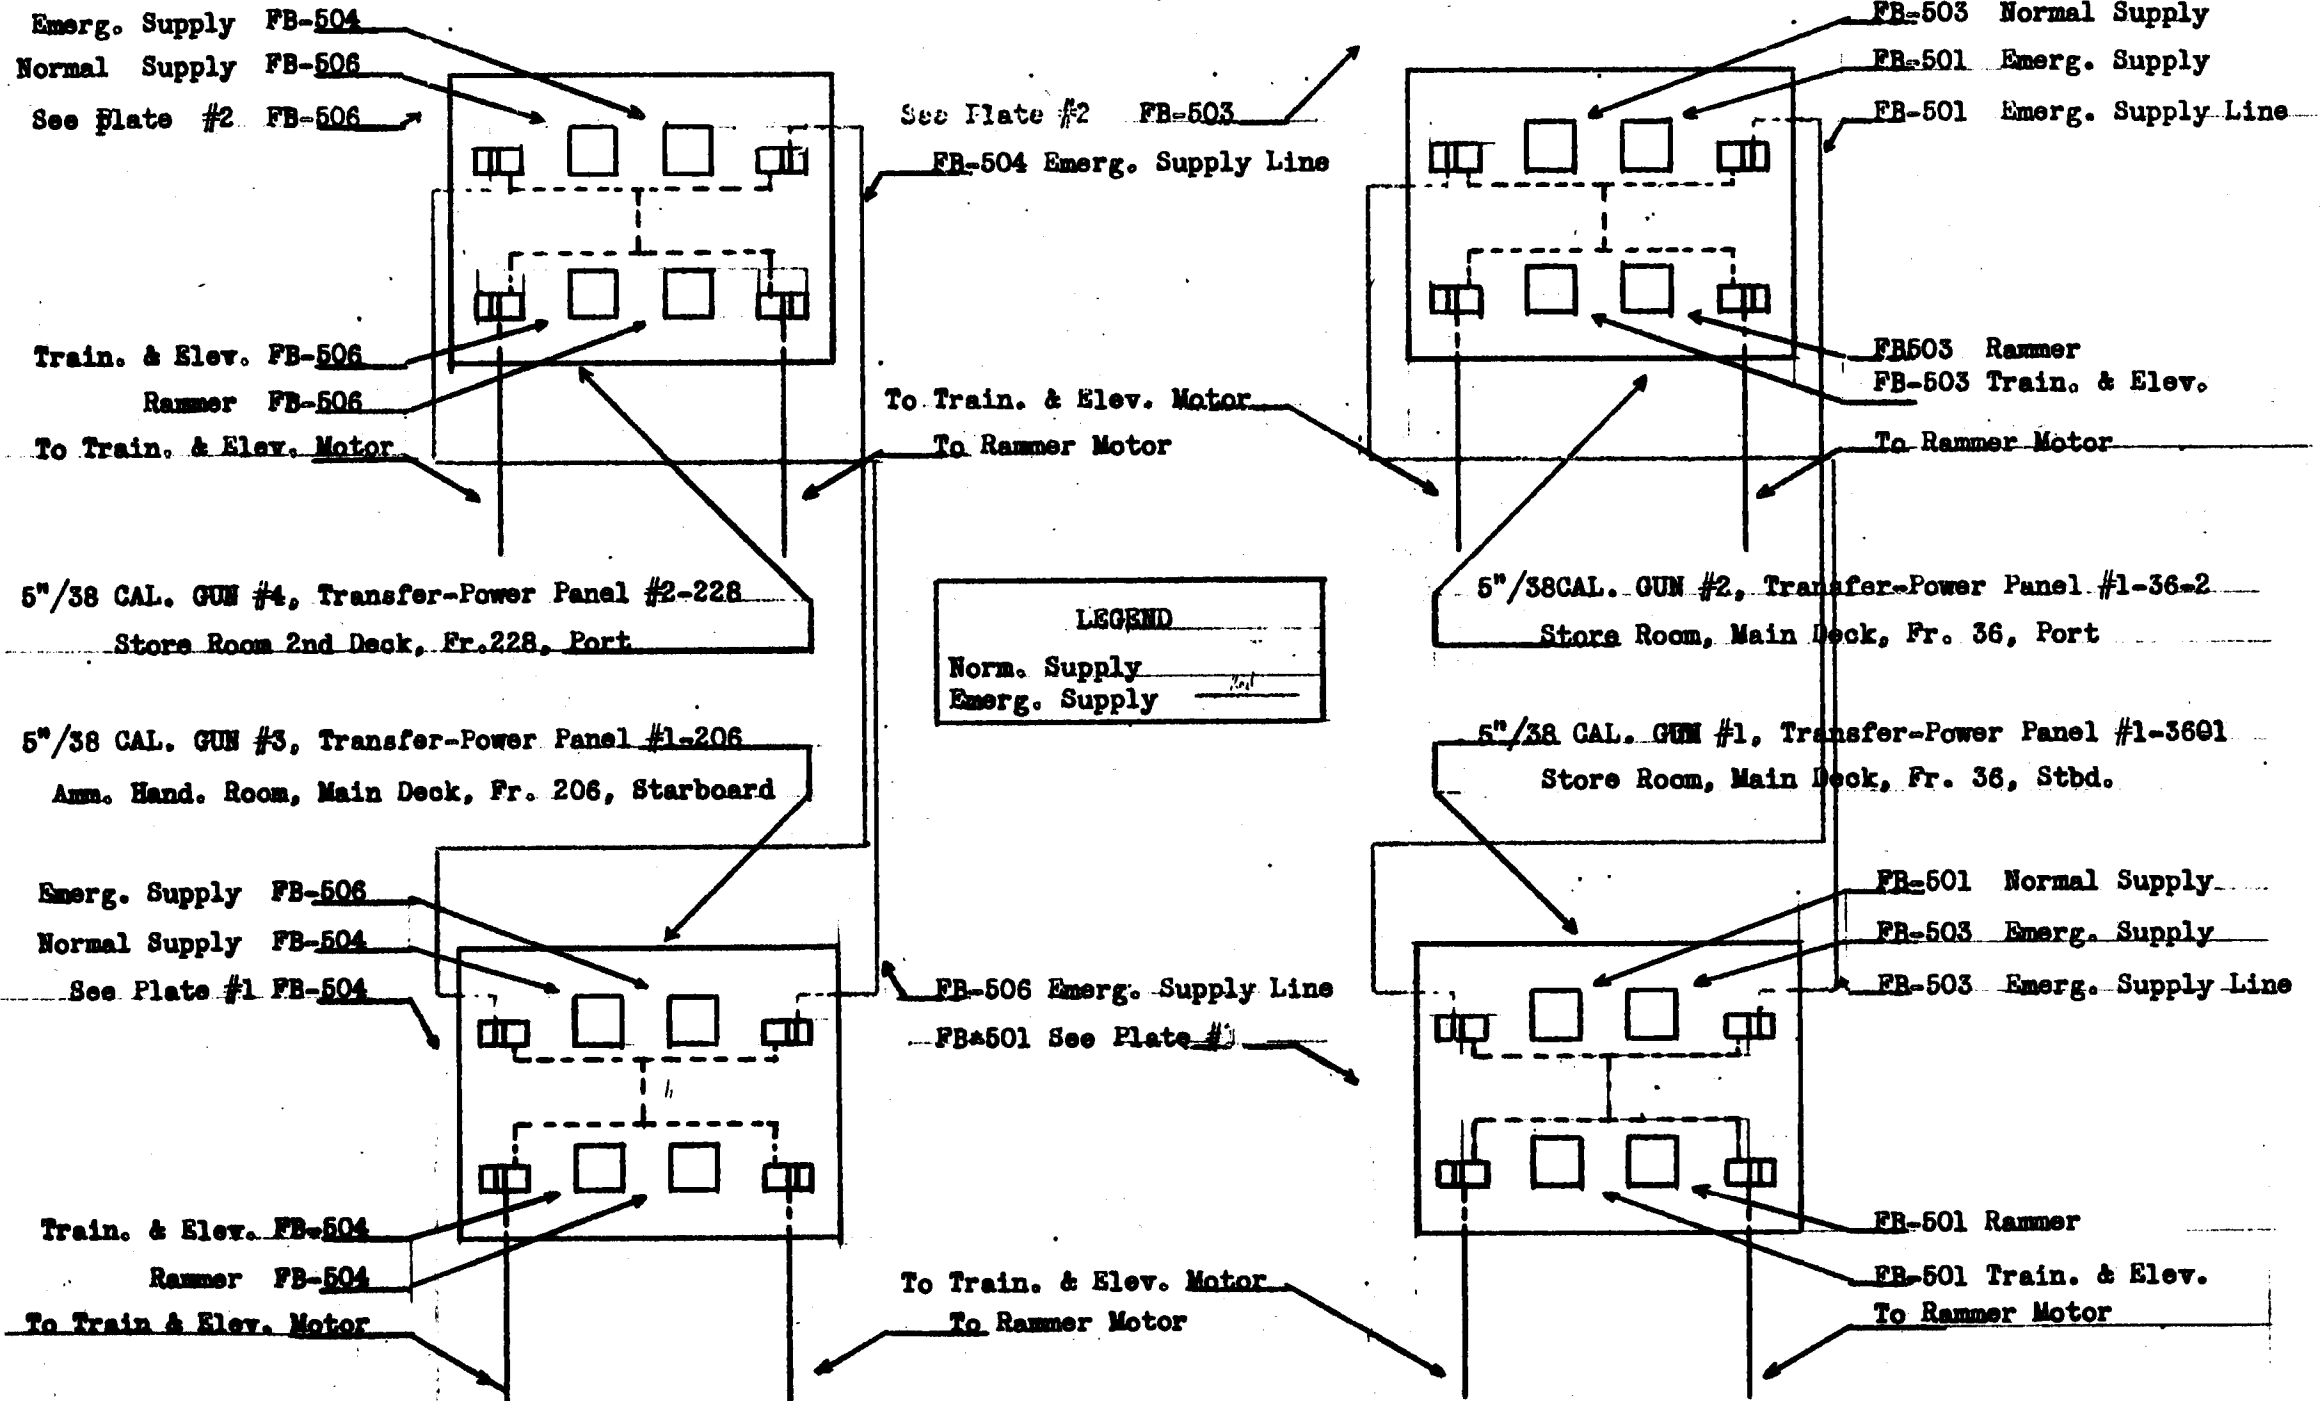 Emerg. Supply FB-504
Normal Supply FB-506
See Plate #2 FB-506
See Plate #2 FB-503
FB-504 Emerg. Supply Line
FB-503 Normal Supply
FB-501 Emerg. Supply
FB-501 Emerg. Supply Line
Train. & Elev. FB-506
Rammer FB-506
To Train. & Elev. Motor
To Train. & Elev. Motor
To Rammer Motor
FB503 Rammer
FB-503 Train. & Elev.
To Rammer Motor
5"/38 CAL. GUN #4, Transfer-Power Panel #2-228
Store Room 2nd Deck, Fr.228, Port
LEGEND
Norm. Supply
Emerg. Supply
5"/38CAL. GUN #2, Transfer-Power Panel #1-36-2
Store Room, Main Deck, Fr. 36, Port
5"/38 CAL. GUN #3, Transfer-Power Panel #1-206
Amm. Hand. Room, Main Deck, Fr. 206, Starboard
5"/38 CAL. GUN #1, Transfer-Power Panel #1-3601
Store Room, Main Deck, Fr. 36, Stbd.
Emerg. Supply FB-506
Normal Supply FB-504
See Plate #1 FB-504
FB-506 Emerg. Supply Line
FB-501 See Plate
FB-501 Normal Supply
FB-503 Emerg. Supply
FB-503 Emerg. Supply Line
Train. & Elev. FB-504
Rammer FB-504
To Train & Elev. Motor
To Train. & Elev. Motor
To Rammer Motor
FB-501 Rammer
FB-501 Train. & Elev.
To Rammer Motor